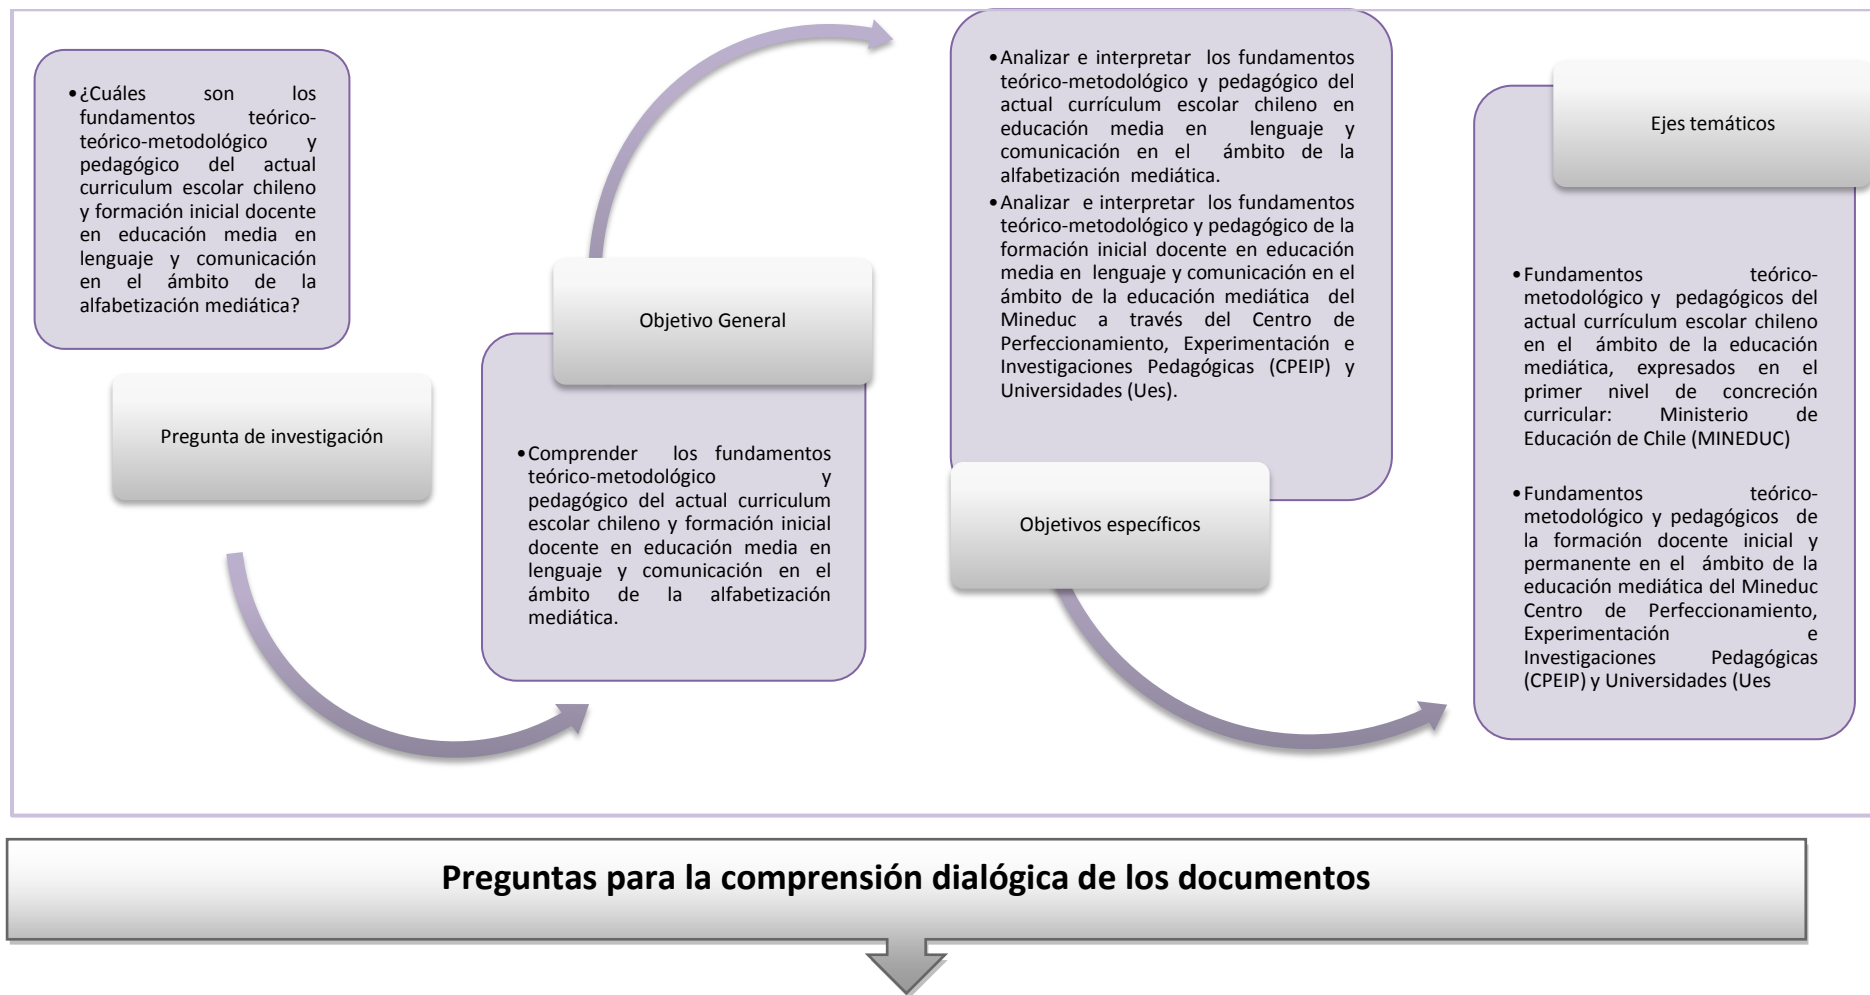 •¿Cuáles son los
fundamentos teórico-
teórico-metodológico y
pedagógico del actual
curriculum escolar chileno
y formación inicial docente
en educación media en
lenguaje y comunicación
en el ámbito de la
alfabetización mediática?
Pregunta de investigación
Objetivo General
•Comprender los fundamentos
teórico-metodológico y
pedagógico del actual curriculum
escolar chileno y formación inicial
docente en educación media en
lenguaje y comunicación en el
ámbito de la alfabetización
mediática.
•Analizar e interpretar los fundamentos
teórico-metodológico y pedagógico del
actual currículum escolar chileno en
educación media en lenguaje y
comunicación en el ámbito de la
alfabetización mediática.
•Analizar e interpretar los fundamentos
teórico-metodológico y pedagógico de la
formación inicial docente en educación
media en lenguaje y comunicación en el
ámbito de la educación mediática del
Mineduc a través del Centro de
Perfeccionamiento, Experimentación e
Investigaciones Pedagógicas (CPEIP) y
Universidades (Ues).
Objetivos específicos
Ejes temáticos
•Fundamentos teórico-
metodológico y pedagógicos del
actual currículum escolar chileno
en el ámbito de la educación
mediática, expresados en el
primer nivel de concreción
curricular: Ministerio de
Educación de Chile (MINEDUC)
•Fundamentos teórico-
metodológico y pedagógicos de
la formación docente inicial y
permanente en el ámbito de la
educación mediática del Mineduc
Centro de Perfeccionamiento,
Experimentación e
Investigaciones Pedagógicas
(CPEIP) y Universidades (Ues
Preguntas para la comprensión dialógica de los documentos